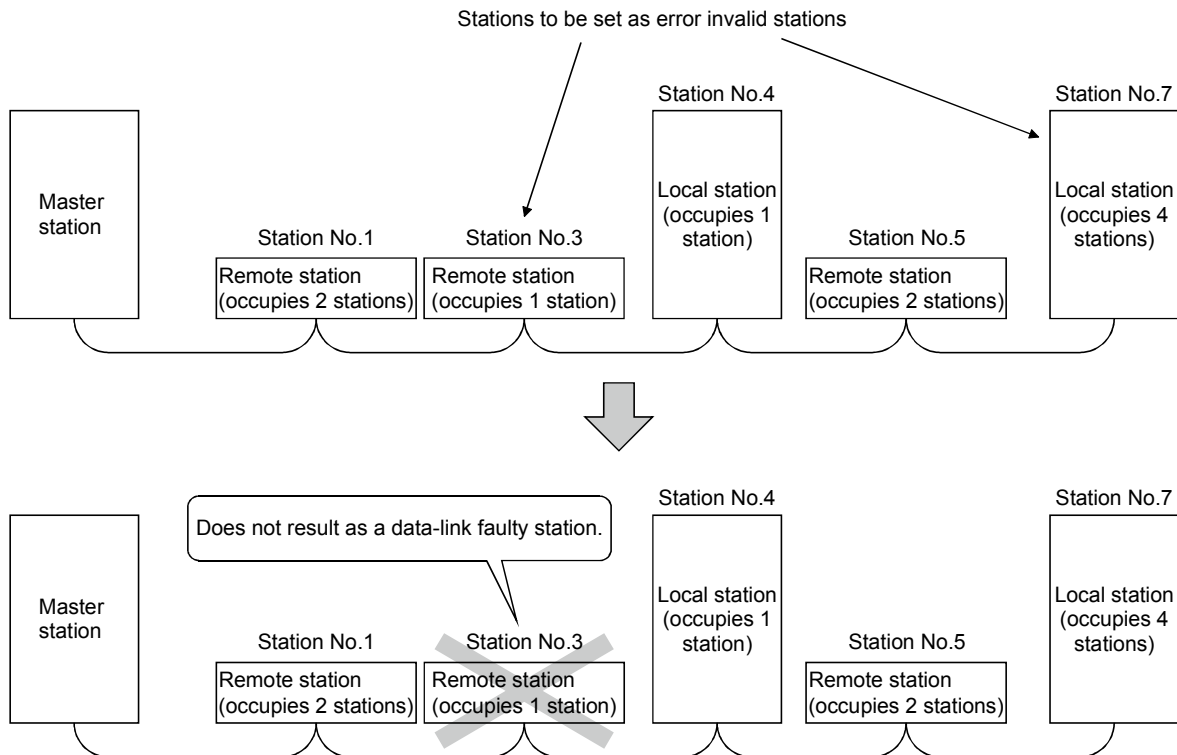 Stations to be set as error invalid stations
Station No.4
Station No.7
Master
station
Local station
(occupies 1
station)
Local station
(occupies 4
stations)
Station No.1
Station No.3
Station No.5
Remote station
(occupies 2 stations)
Remote station
(occupies 1 station)
Remote station
(occupies 2 stations)
Station No.4
Station No.7
Does not result as a data-link faulty station.
Master
station
Local station
(occupies 1
station)
Local station
(occupies 4
stations)
Station No.1
Station No.3
Station No.5
Remote station
(occupies 2 stations)
Remote station
(occupies 1 station)
Remote station
(occupies 2 stations)